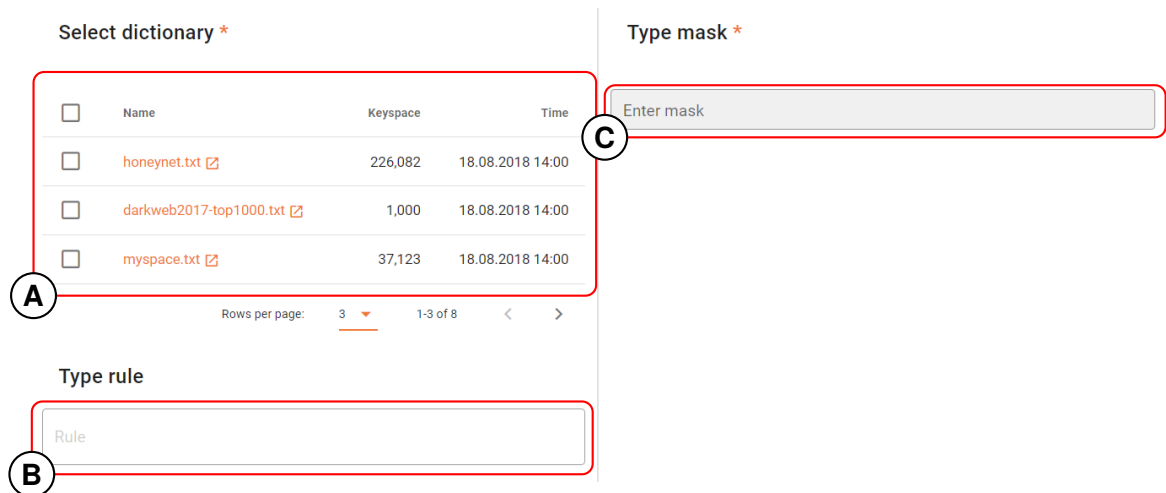 Select dictionary *
Type mask *
Name Keyspace Time
Enter mask
C
honeynet.txt 226,082 18.08.2018 14:00
darkweb2017-top1000.txt 1,000 18.08.2018 14:00
myspace.txt 37,123 18.08.2018 14:00
A
Rows per page: 3 1-3 of 8
Type rule
Rule
B